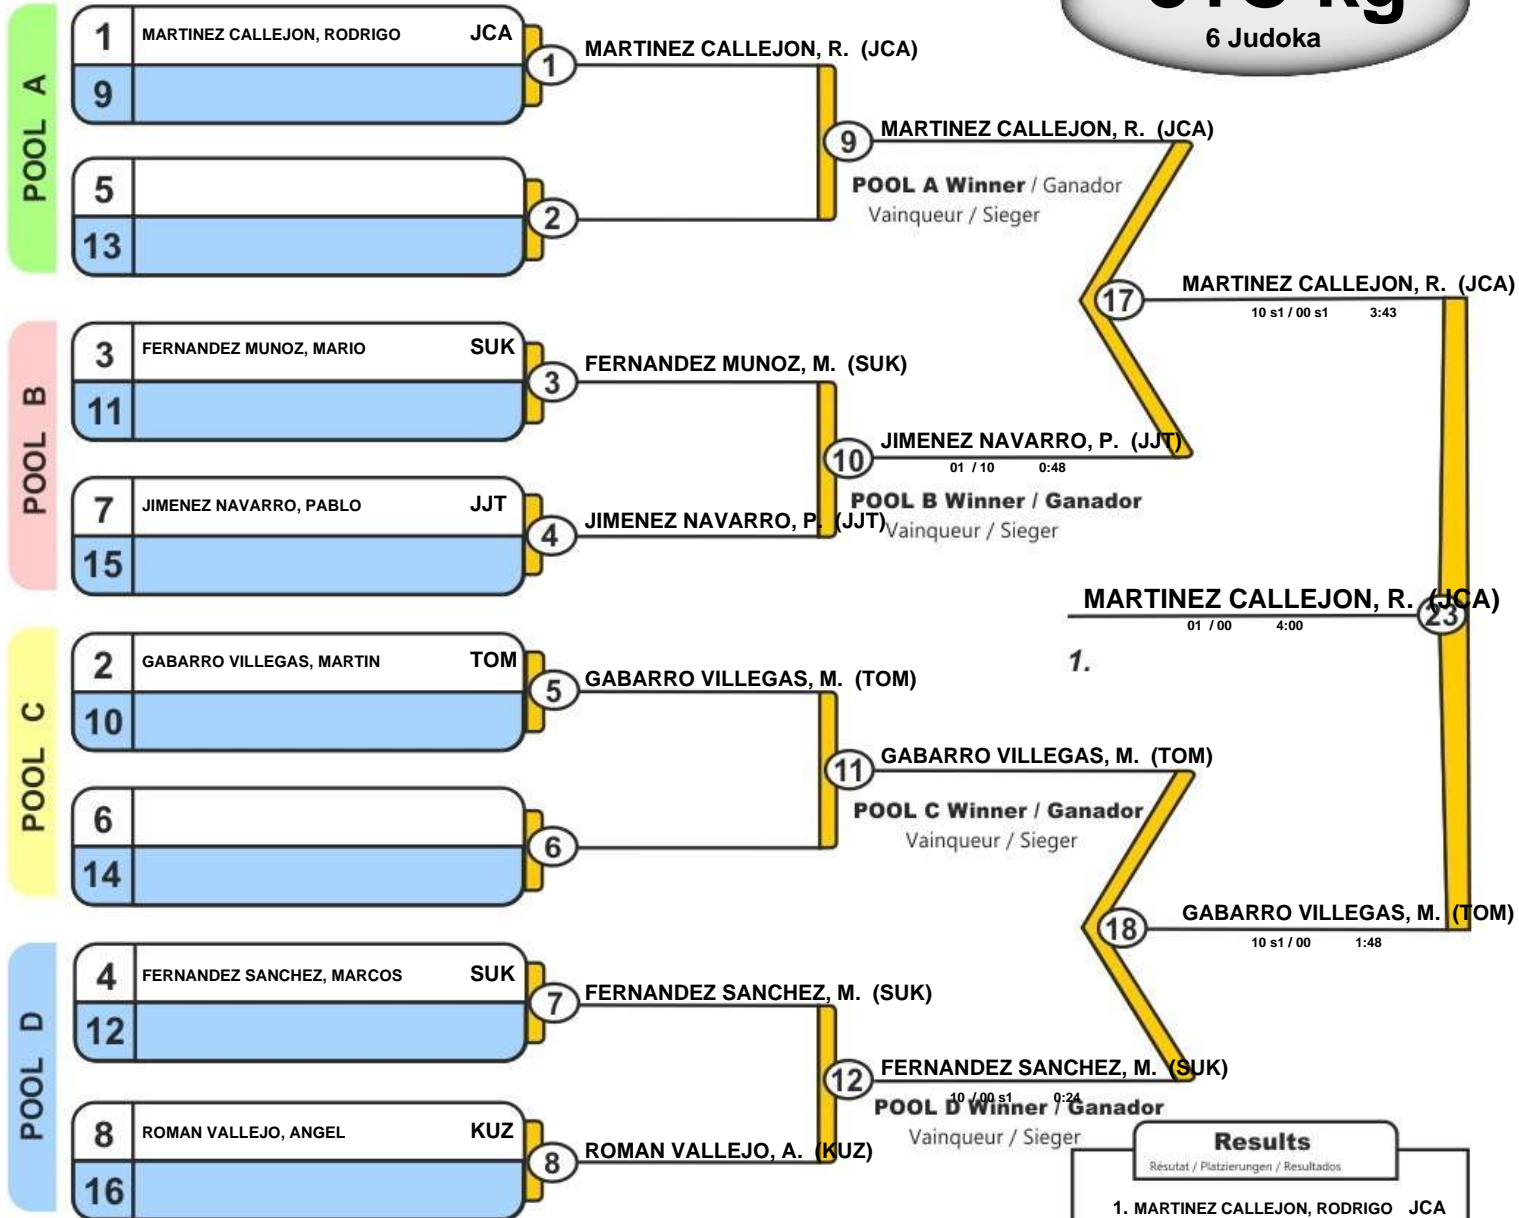 6 Judoka
POOL A
1 MARTINEZ CALLEJON, RODRIGO JCA
9
1
MARTINEZ CALLEJON, R. (JCA)
5
13
2
9
MARTINEZ CALLEJON, R. (JCA)
POOL A Winner / Ganador
Vainqueur / Sieger
17
MARTINEZ CALLEJON, R. (JCA)
10 s1 / 00 s1 3:43
POOL B
3 FERNANDEZ MUNOZ, MARIO SUK
11
3
FERNANDEZ MUNOZ, M. (SUK)
7 JIMENEZ NAVARRO, PABLO JJT
15
4
JIMENEZ NAVARRO, P. (JJT)
10
JIMENEZ NAVARRO, P. (JJT)
01 / 10 0:48
POOL B Winner / Ganador
Vainqueur / Sieger
MARTINEZ CALLEJON, R. (JCA)
23
01 / 00 4:00
1.
POOL C
2 GABARRO VILLEGAS, MARTIN TOM
10
5
GABARRO VILLEGAS, M. (TOM)
6
14
6
11
GABARRO VILLEGAS, M. (TOM)
POOL C Winner / Ganador
Vainqueur / Sieger
18
GABARRO VILLEGAS, M. (TOM)
10 s1 / 00 1:48
POOL D
4 FERNANDEZ SANCHEZ, MARCOS SUK
12
7
FERNANDEZ SANCHEZ, M. (SUK)
8 ROMAN VALLEJO, ANGEL KUZ
16
8
ROMAN VALLEJO, A. (KUZ)
12
FERNANDEZ SANCHEZ, M. (SUK)
10 / 00 s1 0:24
POOL D Winner / Ganador
Vainqueur / Sieger
Results
Résutat / Platzierungen / Resultados
1. MARTINEZ CALLEJON, RODRIGO JCA